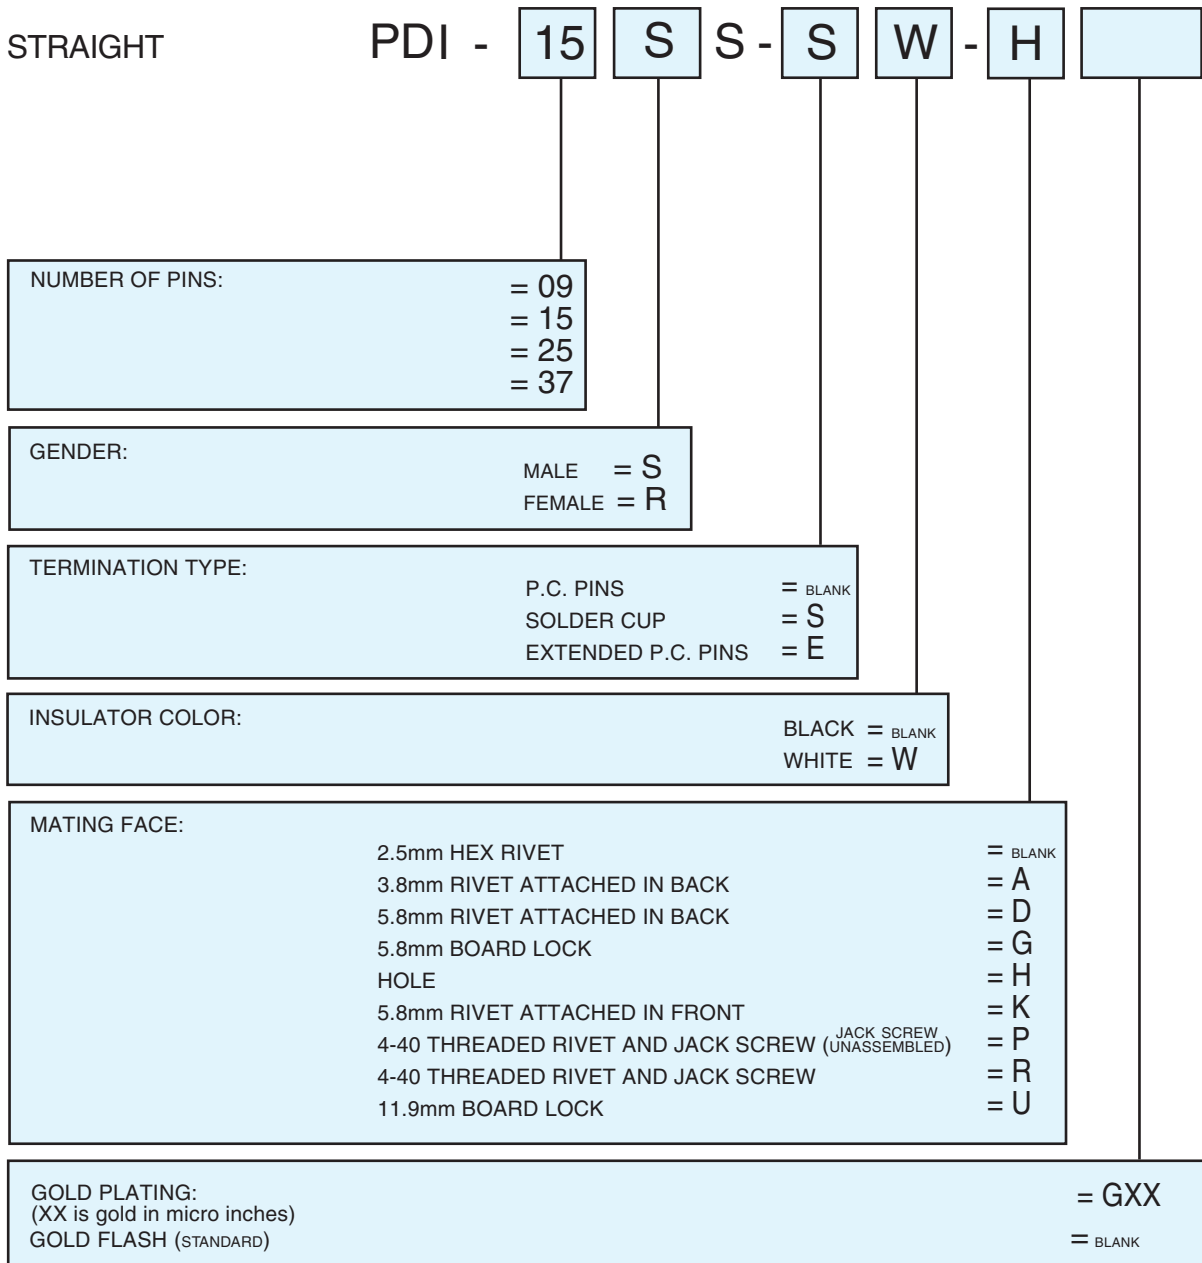 STRAIGHT PDI - 15 S S - S W - H
NUMBER OF PINS: = 09
= 15
= 25
= 37
GENDER:
MALE = S
FEMALE = R
TERMINATION TYPE:
P.C. PINS = BLANK
SOLDER CUP = S
EXTENDED P.C. PINS = E
INSULATOR COLOR:
BLACK = BLANK
WHITE = W
MATING FACE:
2.5mm HEX RIVET = BLANK
3.8mm RIVET ATTACHED IN BACK = A
5.8mm RIVET ATTACHED IN BACK = D
5.8mm BOARD LOCK = G
HOLE = H
5.8mm RIVET ATTACHED IN FRONT = K
4-40 THREADED RIVET AND JACK SCREW (JACK SCREW UNASSEMBLED) = P
4-40 THREADED RIVET AND JACK SCREW = R
11.9mm BOARD LOCK = U
GOLD PLATING: = GXX
(XX is gold in micro inches)
GOLD FLASH (STANDARD) = BLANK